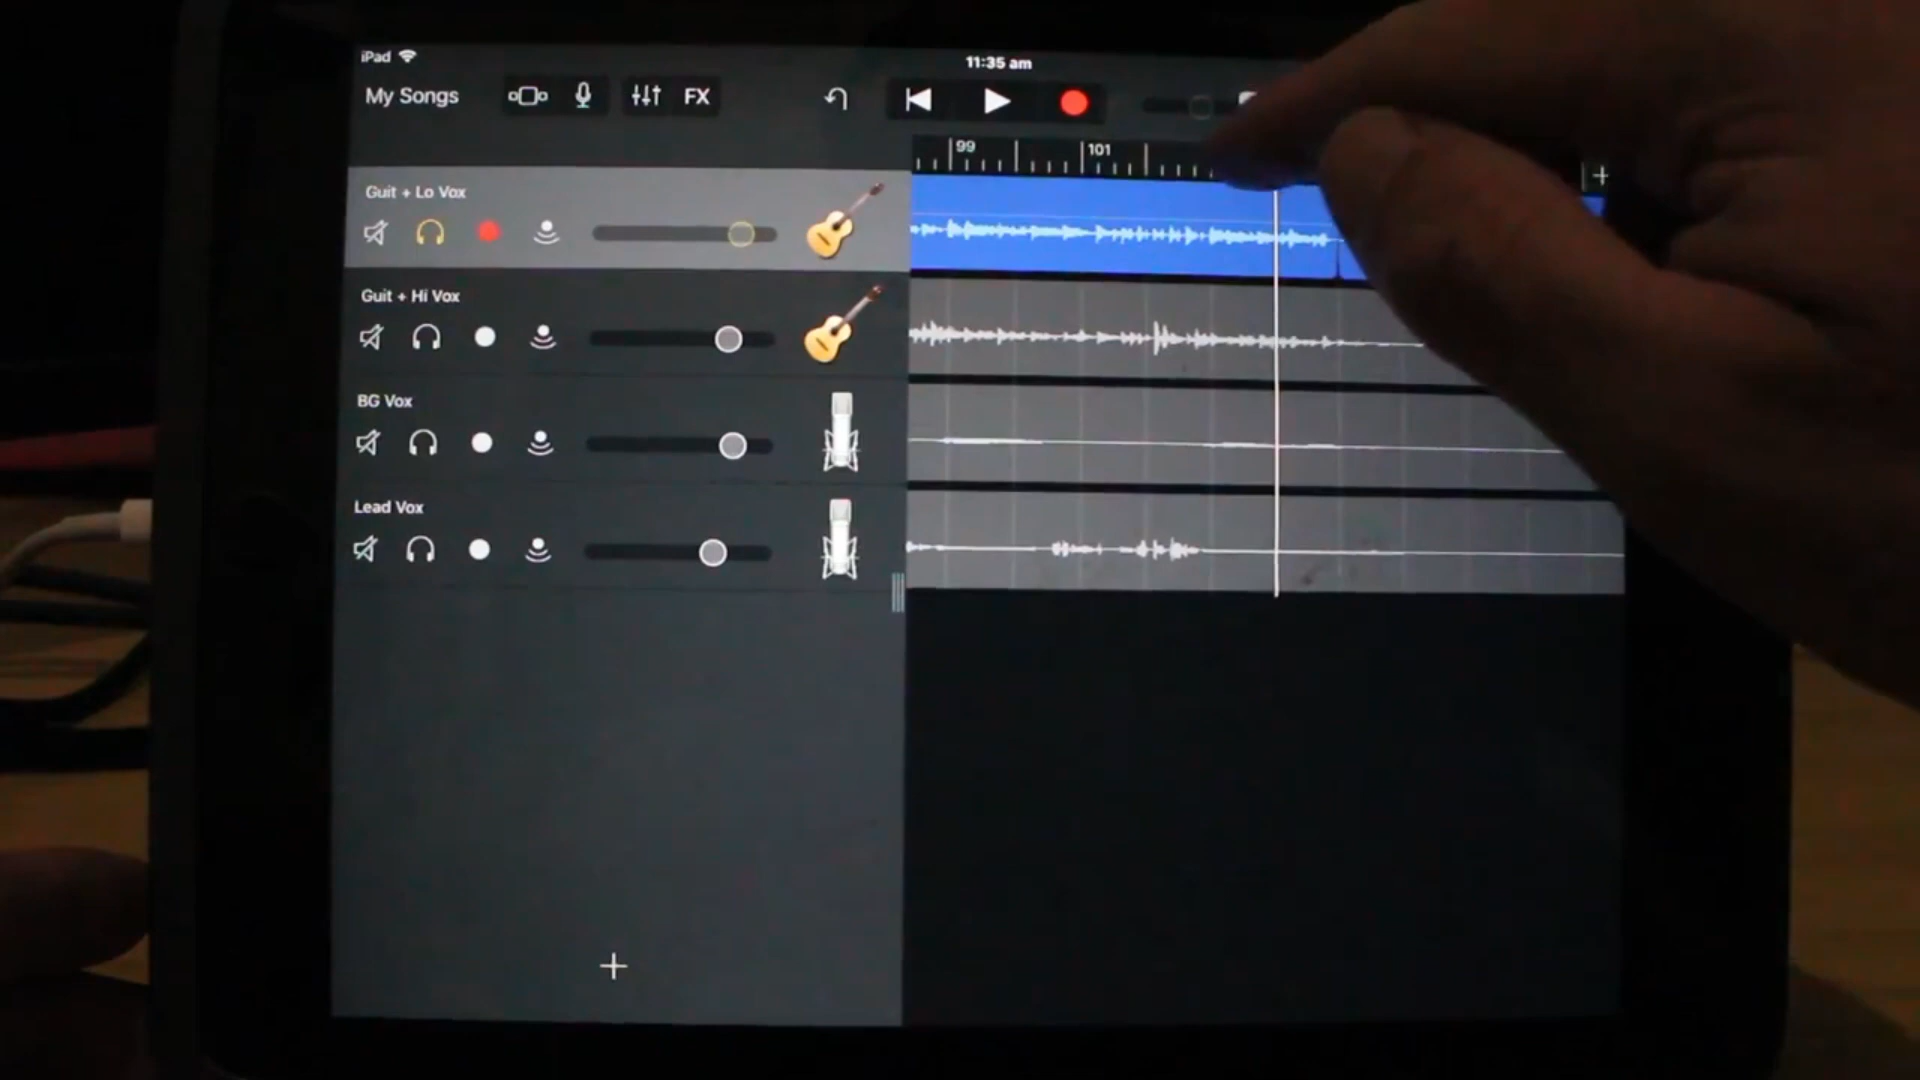 iPad
11:35 am
My Songs
FX
99
101
Guit + Lo Vox
Guit + Hi Vox
BG Vox
Lead Vox